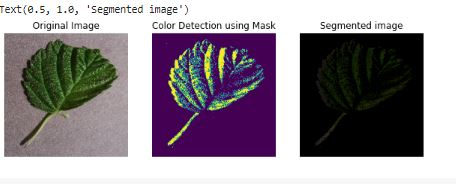 Text(0.5, 1.0, 'Segmented image')
Original Image
Color Detection using Mask
Segmented image